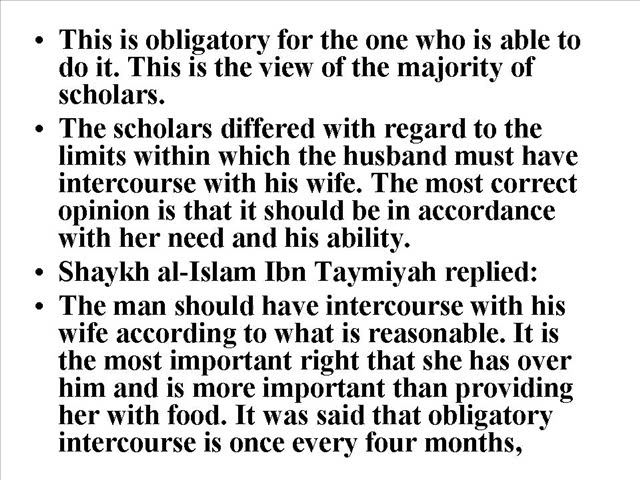 • This is obligatory for the one who is able to
do it. This is the view of the majority of
scholars.
• The scholars differed with regard to the
limits within which the husband must have
intercourse with his wife. The most correct
opinion is that it should be in accordance
with her need and his ability.
• Shaykh al-Islam Ibn Taymiyah replied:
• The man should have intercourse with his
wife according to what is reasonable. It is
the most important right that she has over
him and is more important than providing
her with food. It was said that obligatory
intercourse is once every four months,